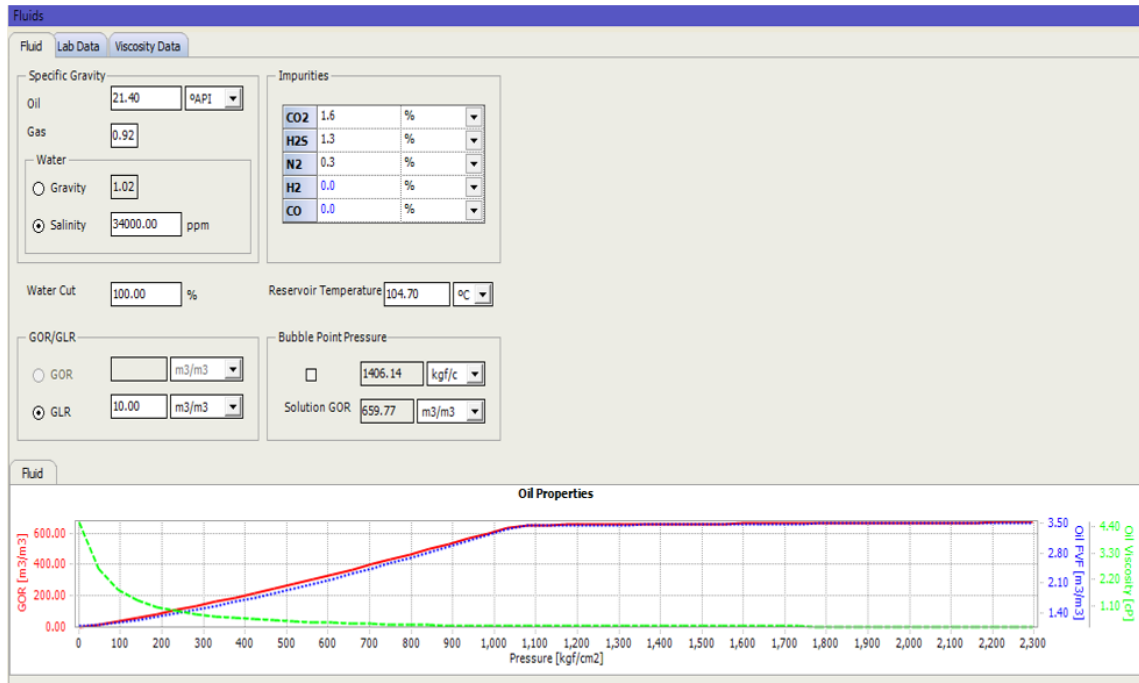 Fluids
Fluid Lab Data Viscosity Data
Specific Gravity
Oil 21.40 ºAPI
Gas 0.92
Water
Gravity 1.02
Salinity 34000.00 ppm
Impurities
CO2 1.6 %
H2S 1.3 %
N2 0.3 %
H2 0.0 %
CO 0.0 %
Water Cut 100.00 %
Reservoir Temperature 104.70 ºC
GOR/GLR
GOR m3/m3
GLR 10.00 m3/m3
Bubble Point Pressure
1406.14 kgf/c
Solution GOR 659.77 m3/m3
Fluid
Oil Properties
GOR [m3/m3]
600.00
400.00
200.00
0.00
3.50
2.80
2.10
1.40
Oil FVF [m3/m3]
4.40
3.30
2.20
1.10
Oil Viscosity [cP]
0 100 200 300 400 500 600 700 800 900 1,000 1,100 1,200 1,300 1,400 1,500 1,600 1,700 1,800 1,900 2,000 2,100 2,200 2,300
Pressure [kgf/cm2]